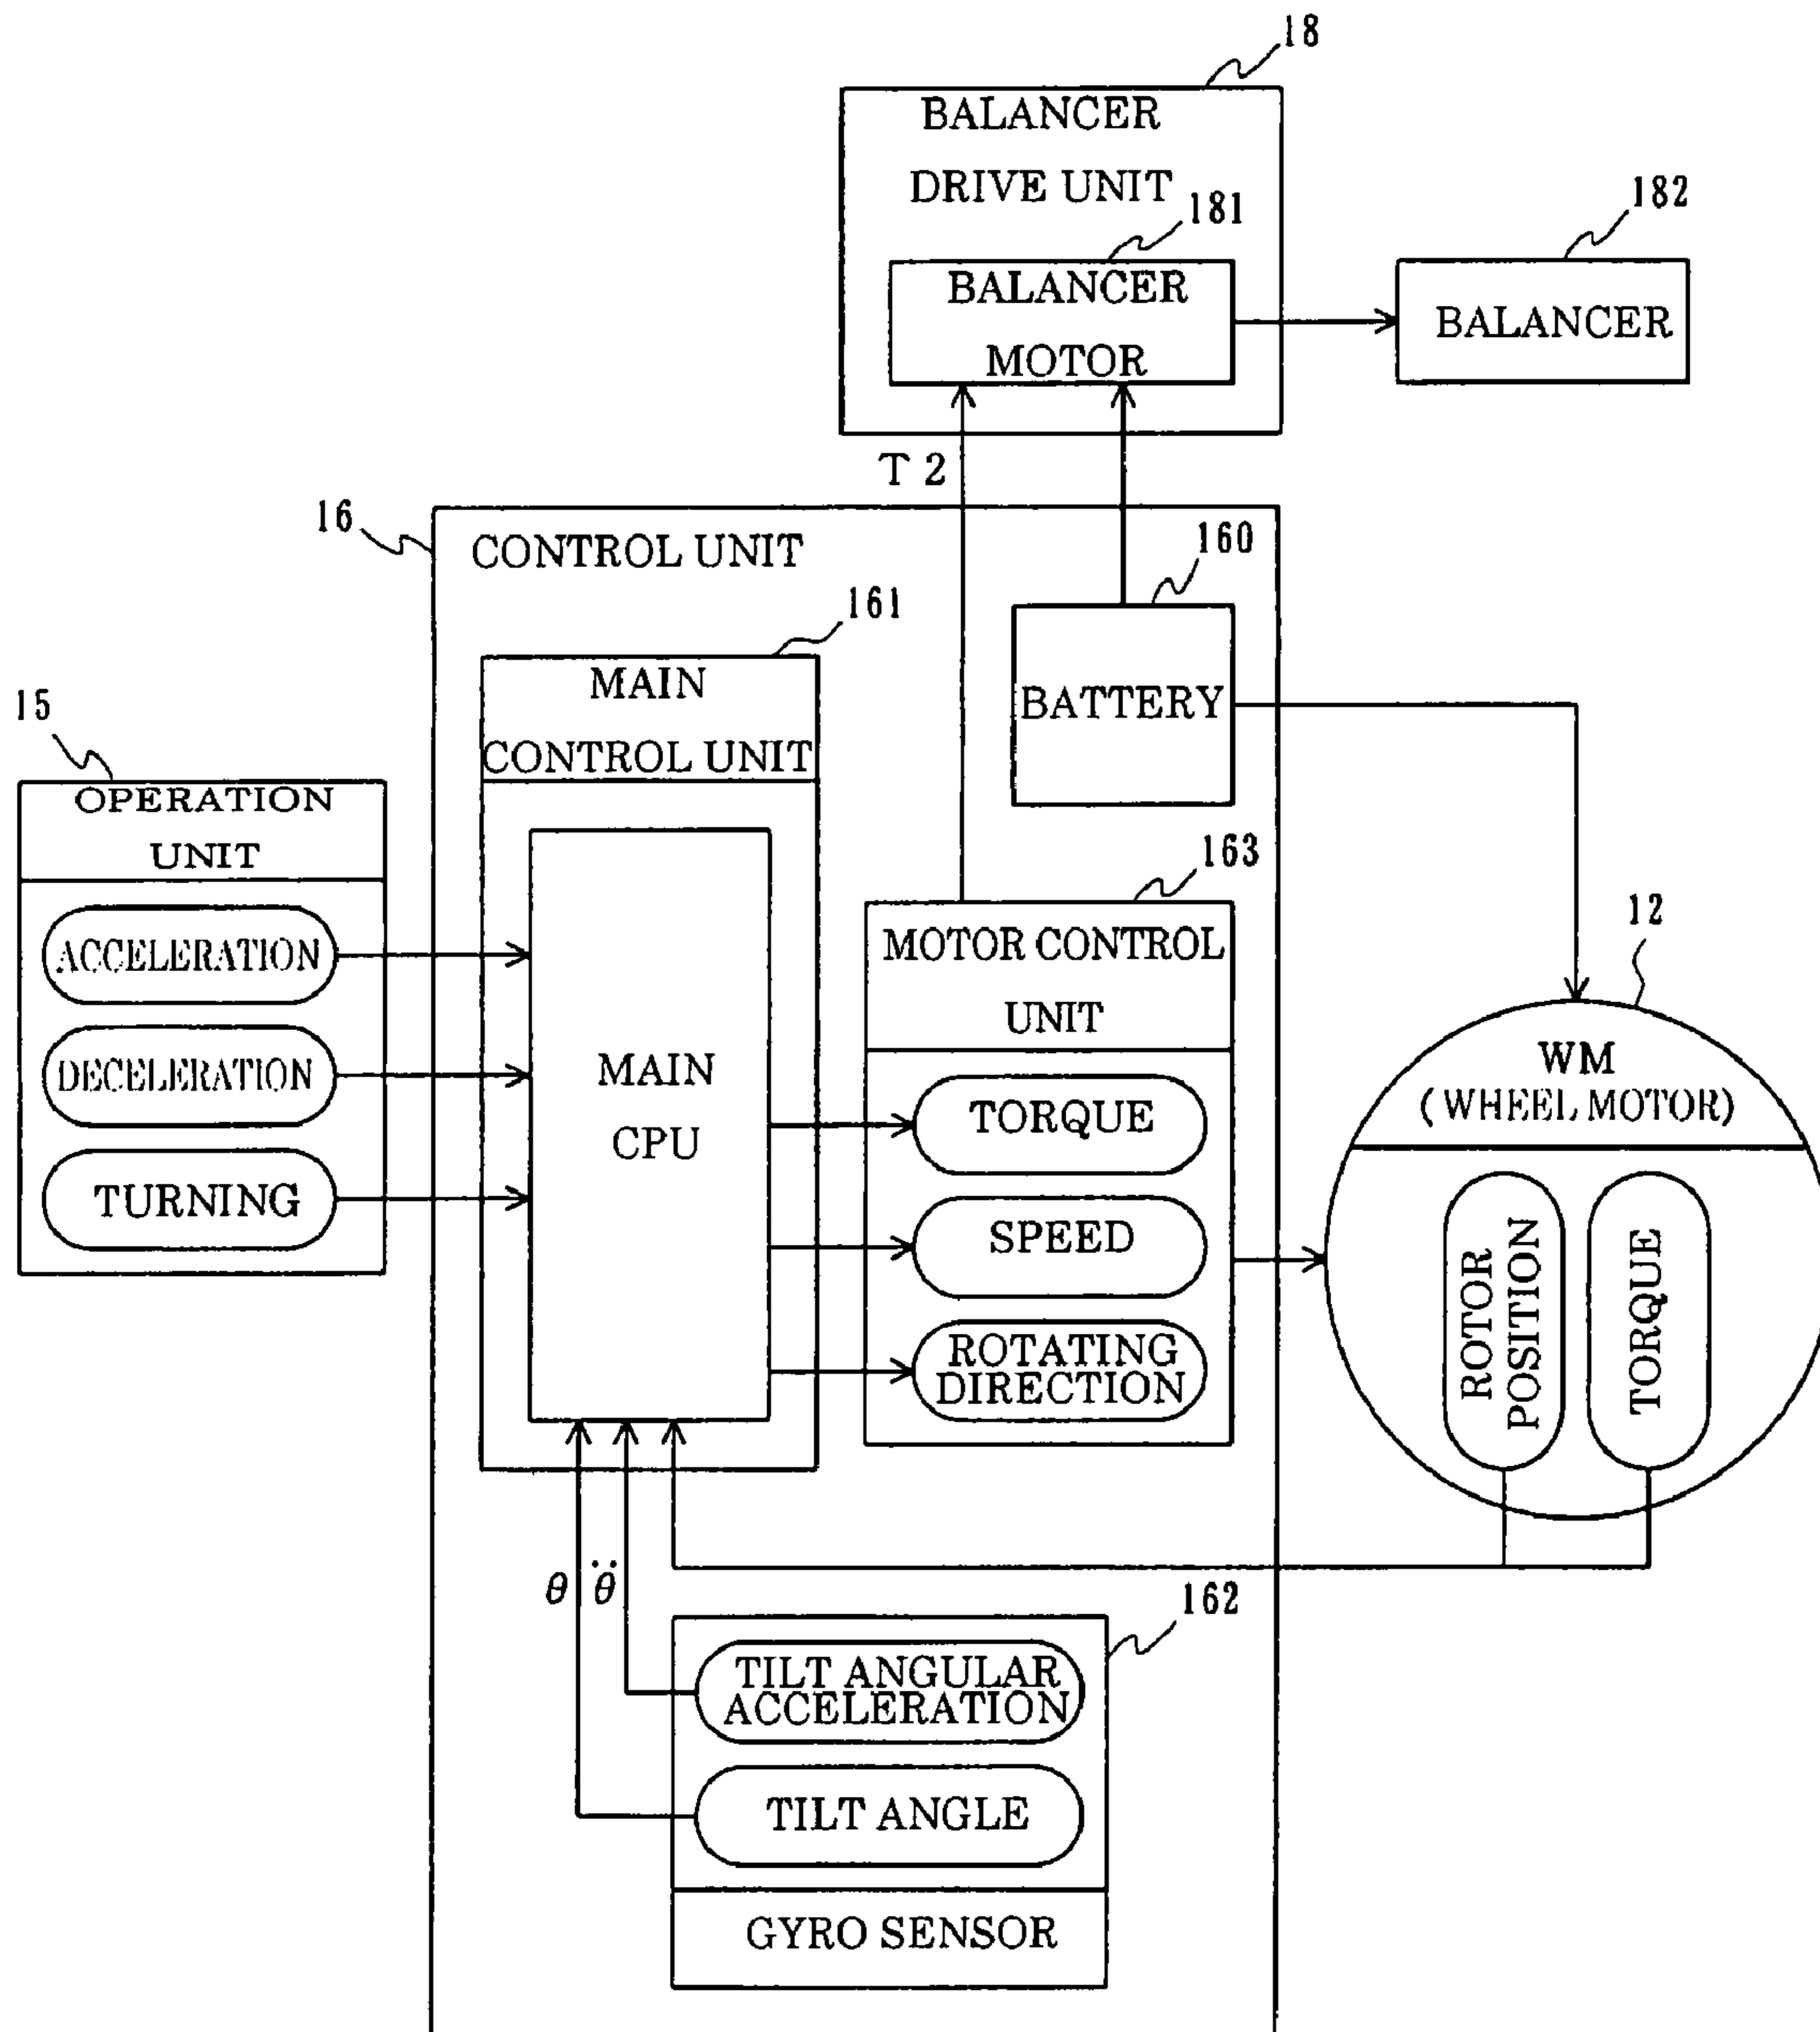 18
BALANCER
DRIVE UNIT
181
BALANCER
MOTOR
182
BALANCER
T 2
16
CONTROL UNIT
160
BATTERY
161
MAIN
CONTROL UNIT
MAIN
CPU
15
OPERATION
UNIT
ACCELERATION
DECELERATION
TURNING
163
MOTOR CONTROL
UNIT
TORQUE
SPEED
ROTATING
DIRECTION
12
WM
(WHEEL MOTOR)
ROTOR
POSITION
TORQUE
θ θ̈
162
TILT ANGULAR
ACCELERATION
TILT ANGLE
GYRO SENSOR